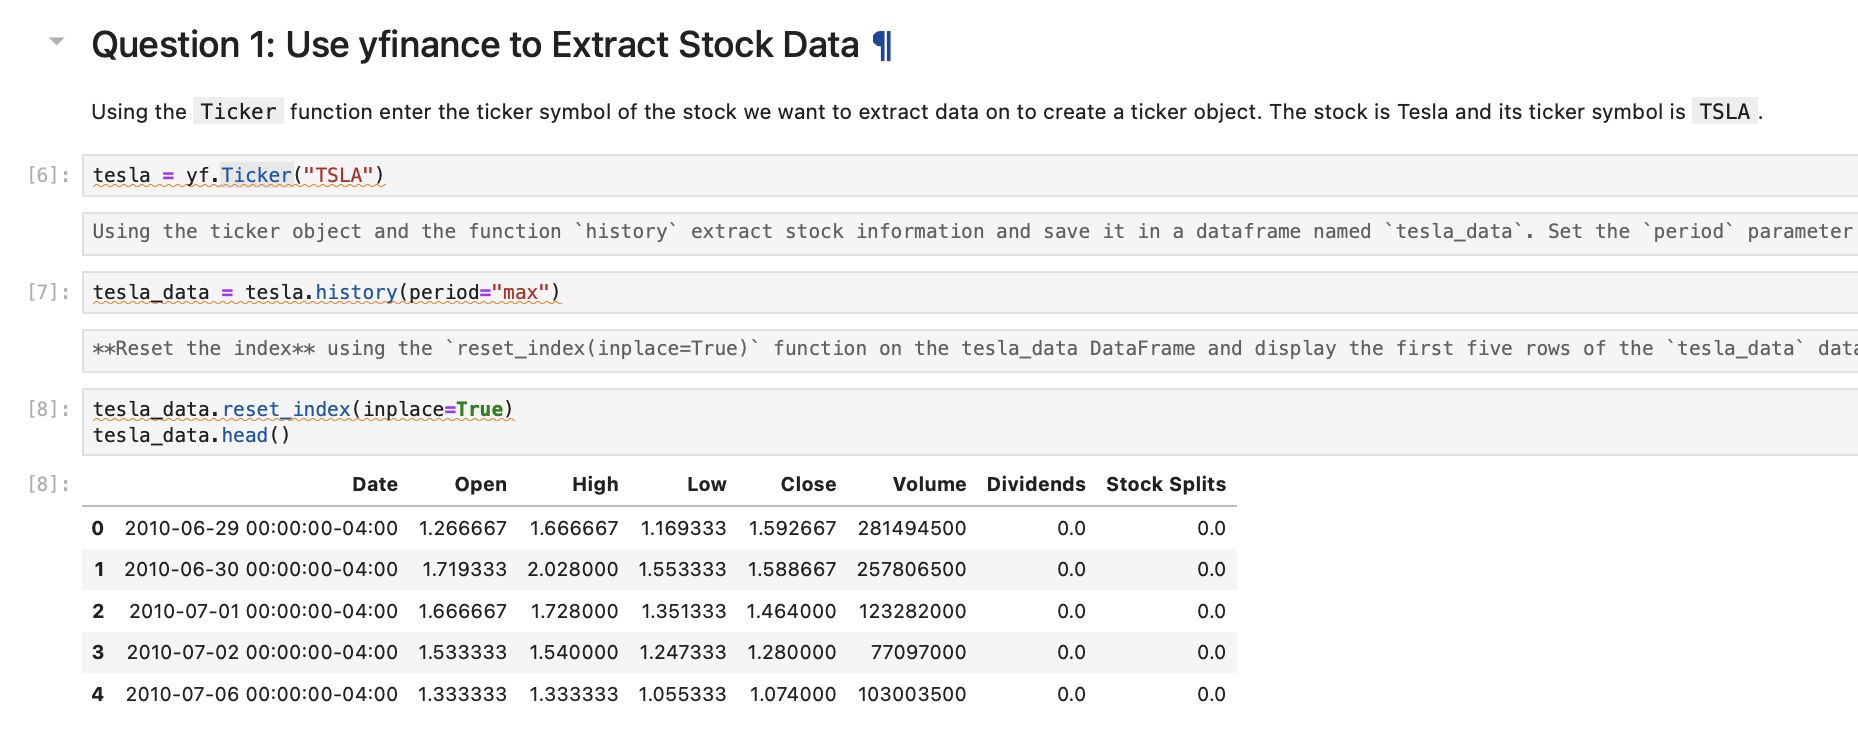 Question 1: Use yfinance to Extract Stock Data ¶
Using the Ticker function enter the ticker symbol of the stock we want to extract data on to create a ticker object. The stock is Tesla and its ticker symbol is TSLA.
[6]: tesla = yf.Ticker("TSLA")
Using the ticker object and the function `history` extract stock information and save it in a dataframe named `tesla_data`. Set the `period` parameter
[7]: tesla_data = tesla.history(period="max")
**Reset the index** using the `reset_index(inplace=True)` function on the tesla_data DataFrame and display the first five rows of the `tesla_data` data
[8]: tesla_data.reset_index(inplace=True)
tesla_data.head()
[8]: Date Open High Low Close Volume Dividends Stock Splits
0 2010-06-29 00:00:00-04:00 1.266667 1.666667 1.169333 1.592667 281494500 0.0 0.0
1 2010-06-30 00:00:00-04:00 1.719333 2.028000 1.553333 1.588667 257806500 0.0 0.0
2 2010-07-01 00:00:00-04:00 1.666667 1.728000 1.351333 1.464000 123282000 0.0 0.0
3 2010-07-02 00:00:00-04:00 1.533333 1.540000 1.247333 1.280000 77097000 0.0 0.0
4 2010-07-06 00:00:00-04:00 1.333333 1.333333 1.055333 1.074000 103003500 0.0 0.0